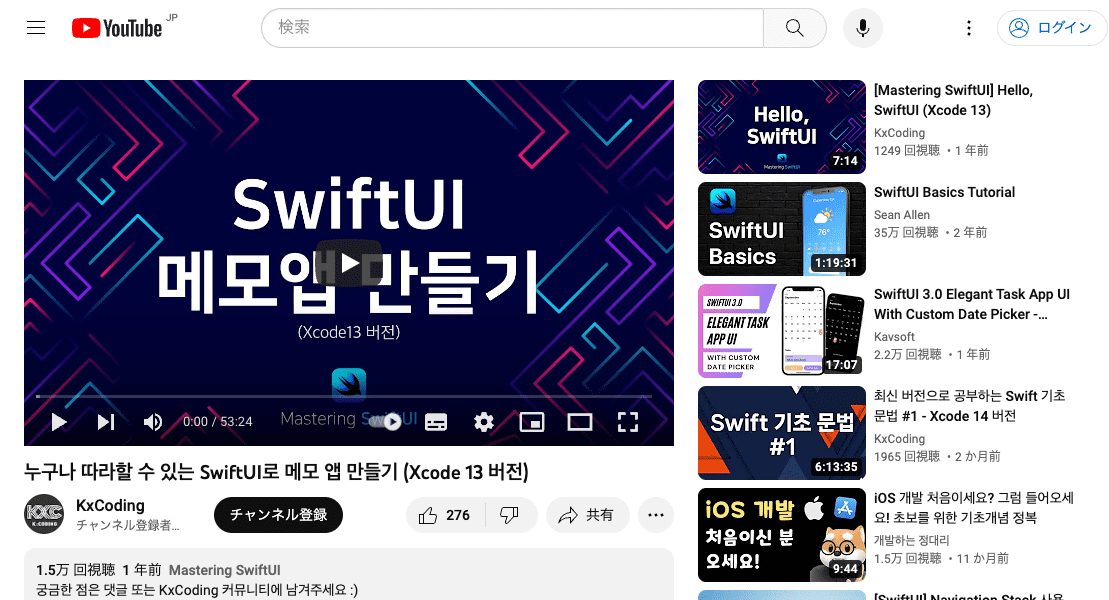 YouTube JP
検索
ログイン
SwiftUI
메모앱 만들기
(Xcode13 버전)
Mastering SwiftUI
0:00 / 53:24
누구나 따라할 수 있는 SwiftUI로 메모 앱 만들기 (Xcode 13 버전)
KxCoding
チャンネル登録者…
KXC
K:CODING
チャンネル登録
276
共有
1.5万 回視聴 1 年前 Mastering SwiftUI
궁금한 점은 댓글 또는 KxCoding 커뮤니티에 남겨주세요 :)
Hello,
SwiftUI
Mastering SwiftUI
7:14
[Mastering SwiftUI] Hello,
SwiftUI (Xcode 13)
KxCoding
1249 回視聴 ・1 年前
SwiftUI
Basics
76°
1:19:31
SwiftUI Basics Tutorial
Sean Allen
35万 回視聴 ・2 年前
SWIFTUI 3.0
ELEGANT TASK
APP UI
WITH CUSTOM
DATE PICKER
17:07
SwiftUI 3.0 Elegant Task App UI
With Custom Date Picker -…
Kavsoft
2.2万 回視聴 ・1 年前
Swift 기초 문법
#1
6:13:35
최신 버전으로 공부하는 Swift 기초
문법 #1 - Xcode 14 버전
KxCoding
1965 回視聴 ・2 か月前
iOS 개발
처음이신 분
오세요!
9:44
iOS 개발 처음이세요? 그럼 들어오세
요! 초보를 위한 기초개념 정복
개발하는 정대리
1.5万 回視聴 ・11 か月前
[SwiftUI] Navigation Stack 사용